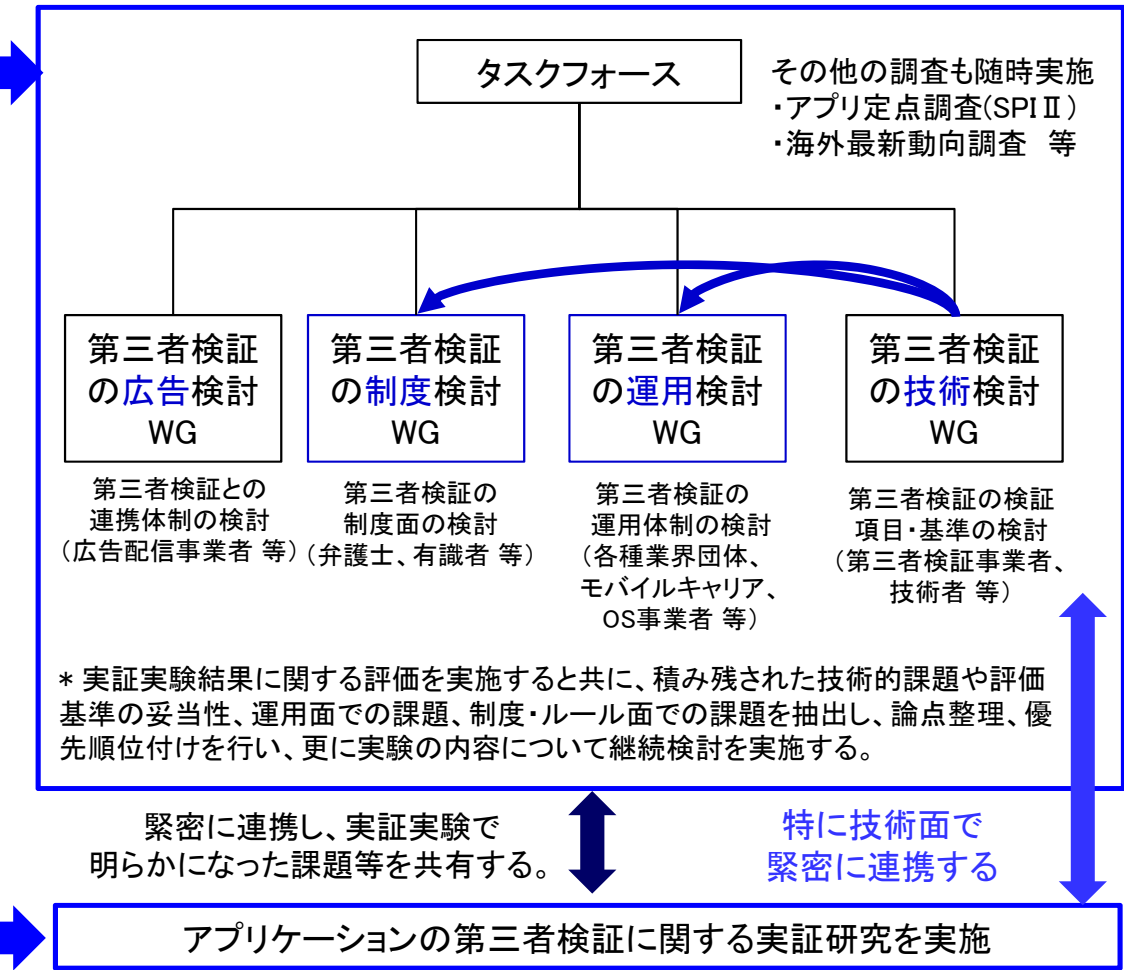 タスクフォース
その他の調査も随時実施
・アプリ定点調査(SPIⅡ)
・海外最新動向調査 等
第三者検証
の広告検討
WG
第三者検証
の制度検討
WG
第三者検証
の運用検討
WG
第三者検証
の技術検討
WG
第三者検証との
連携体制の検討
(広告配信事業者 等)
第三者検証の
制度面の検討
(弁護士、有識者 等)
第三者検証の
運用体制の検討
(各種業界団体、
モバイルキャリア、
OS事業者 等)
第三者検証の検証
項目・基準の検討
(第三者検証事業者、
技術者 等)
* 実証実験結果に関する評価を実施すると共に、積み残された技術的課題や評価
基準の妥当性、運用面での課題、制度・ルール面での課題を抽出し、論点整理、優
先順位付けを行い、更に実験の内容について継続検討を実施する。
緊密に連携し、実証実験で
明らかになった課題等を共有する。
特に技術面で
緊密に連携する
アプリケーションの第三者検証に関する実証研究を実施